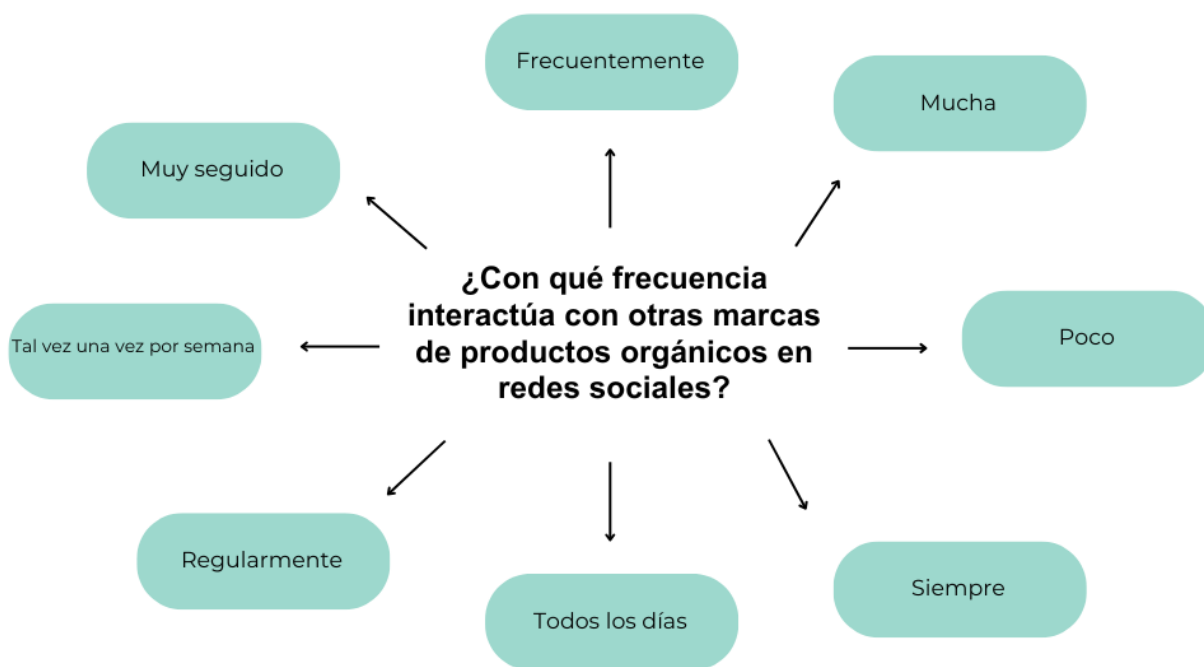 Frecuentemente
Mucha
Muy seguido
¿Con qué frecuencia
interactúa con otras marcas
de productos orgánicos en
redes sociales?
Tal vez una vez por semana
Poco
Regularmente
Siempre
Todos los días